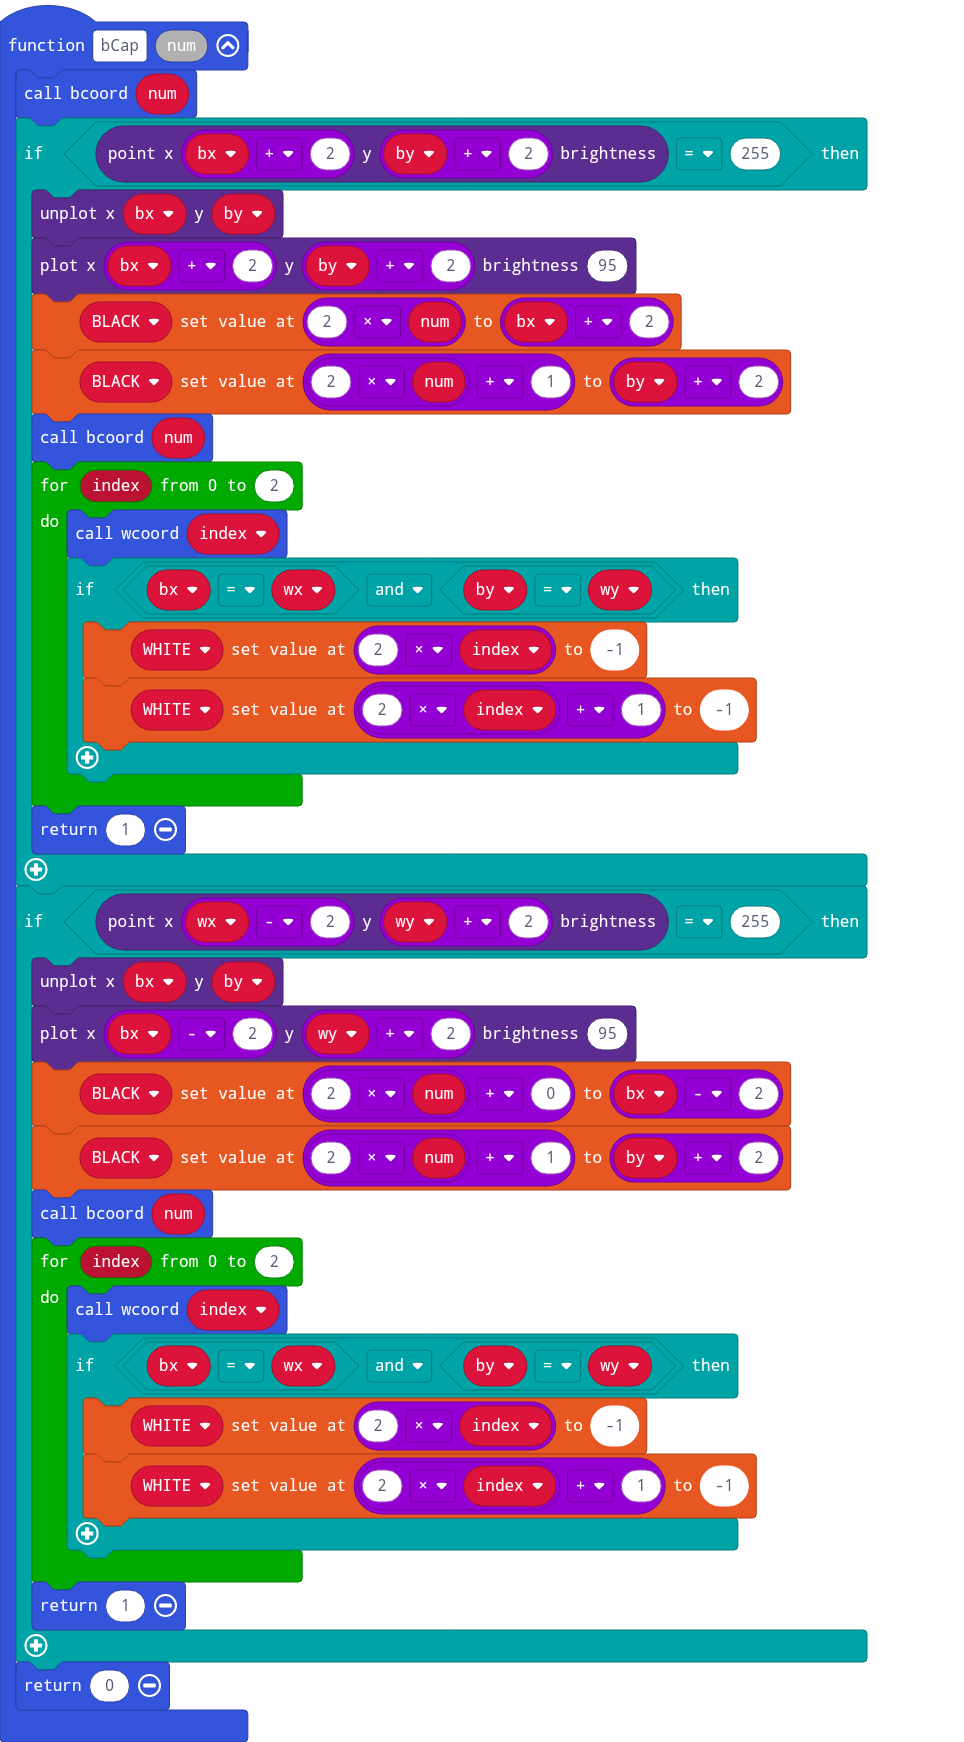 function bCap num
call bcoord num
if point x bx + 2 y by + 2 brightness = 255 then
unplot x bx y by
plot x bx + 2 y by + 2 brightness 95
BLACK set value at 2 × num to bx + 2
BLACK set value at 2 × num + 1 to by + 2
call bcoord num
for index from 0 to 2
do
call wcoord index
if bx = wx and by = wy then
WHITE set value at 2 × index to -1
WHITE set value at 2 × index + 1 to -1
return 1
if point x wx - 2 y wy + 2 brightness = 255 then
unplot x bx y by
plot x bx - 2 y wy + 2 brightness 95
BLACK set value at 2 × num + 0 to bx - 2
BLACK set value at 2 × num + 1 to by + 2
call bcoord num
for index from 0 to 2
do
call wcoord index
if bx = wx and by = wy then
WHITE set value at 2 × index to -1
WHITE set value at 2 × index + 1 to -1
return 1
return 0